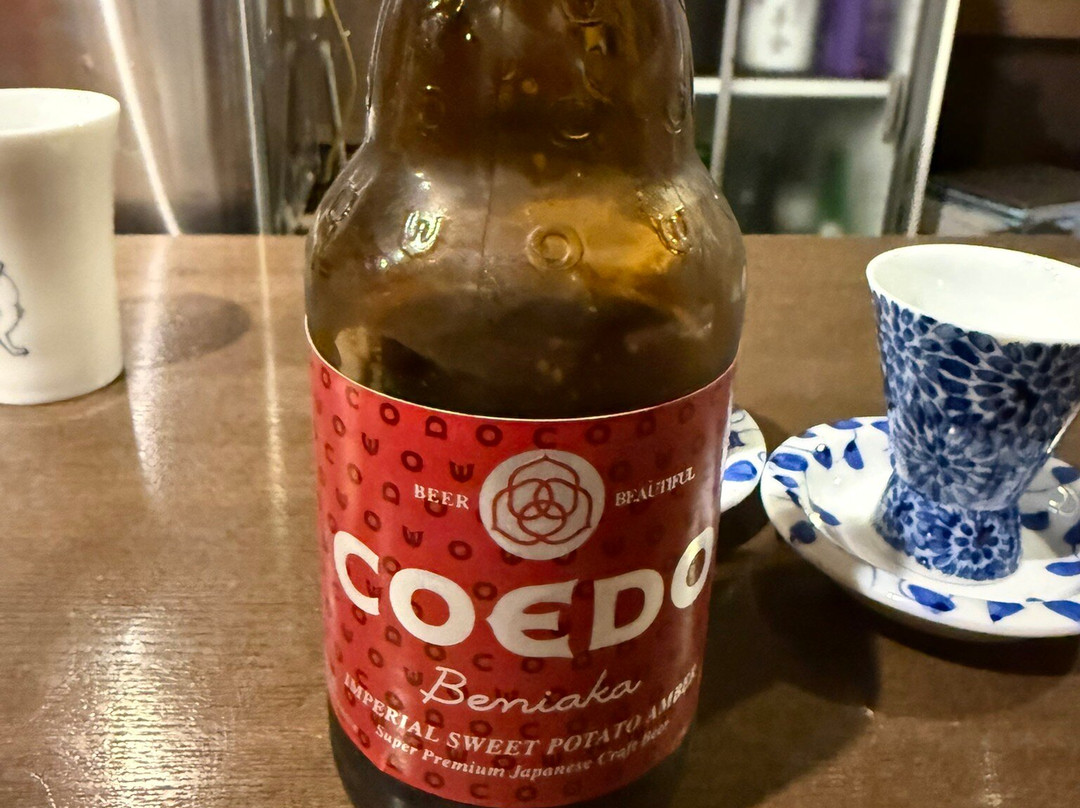 BEER BEAUTIFUL
COEDO
Beniaka
IMPERIAL SWEET POTATO AMBER
Super Premium Japanese Craft Beer